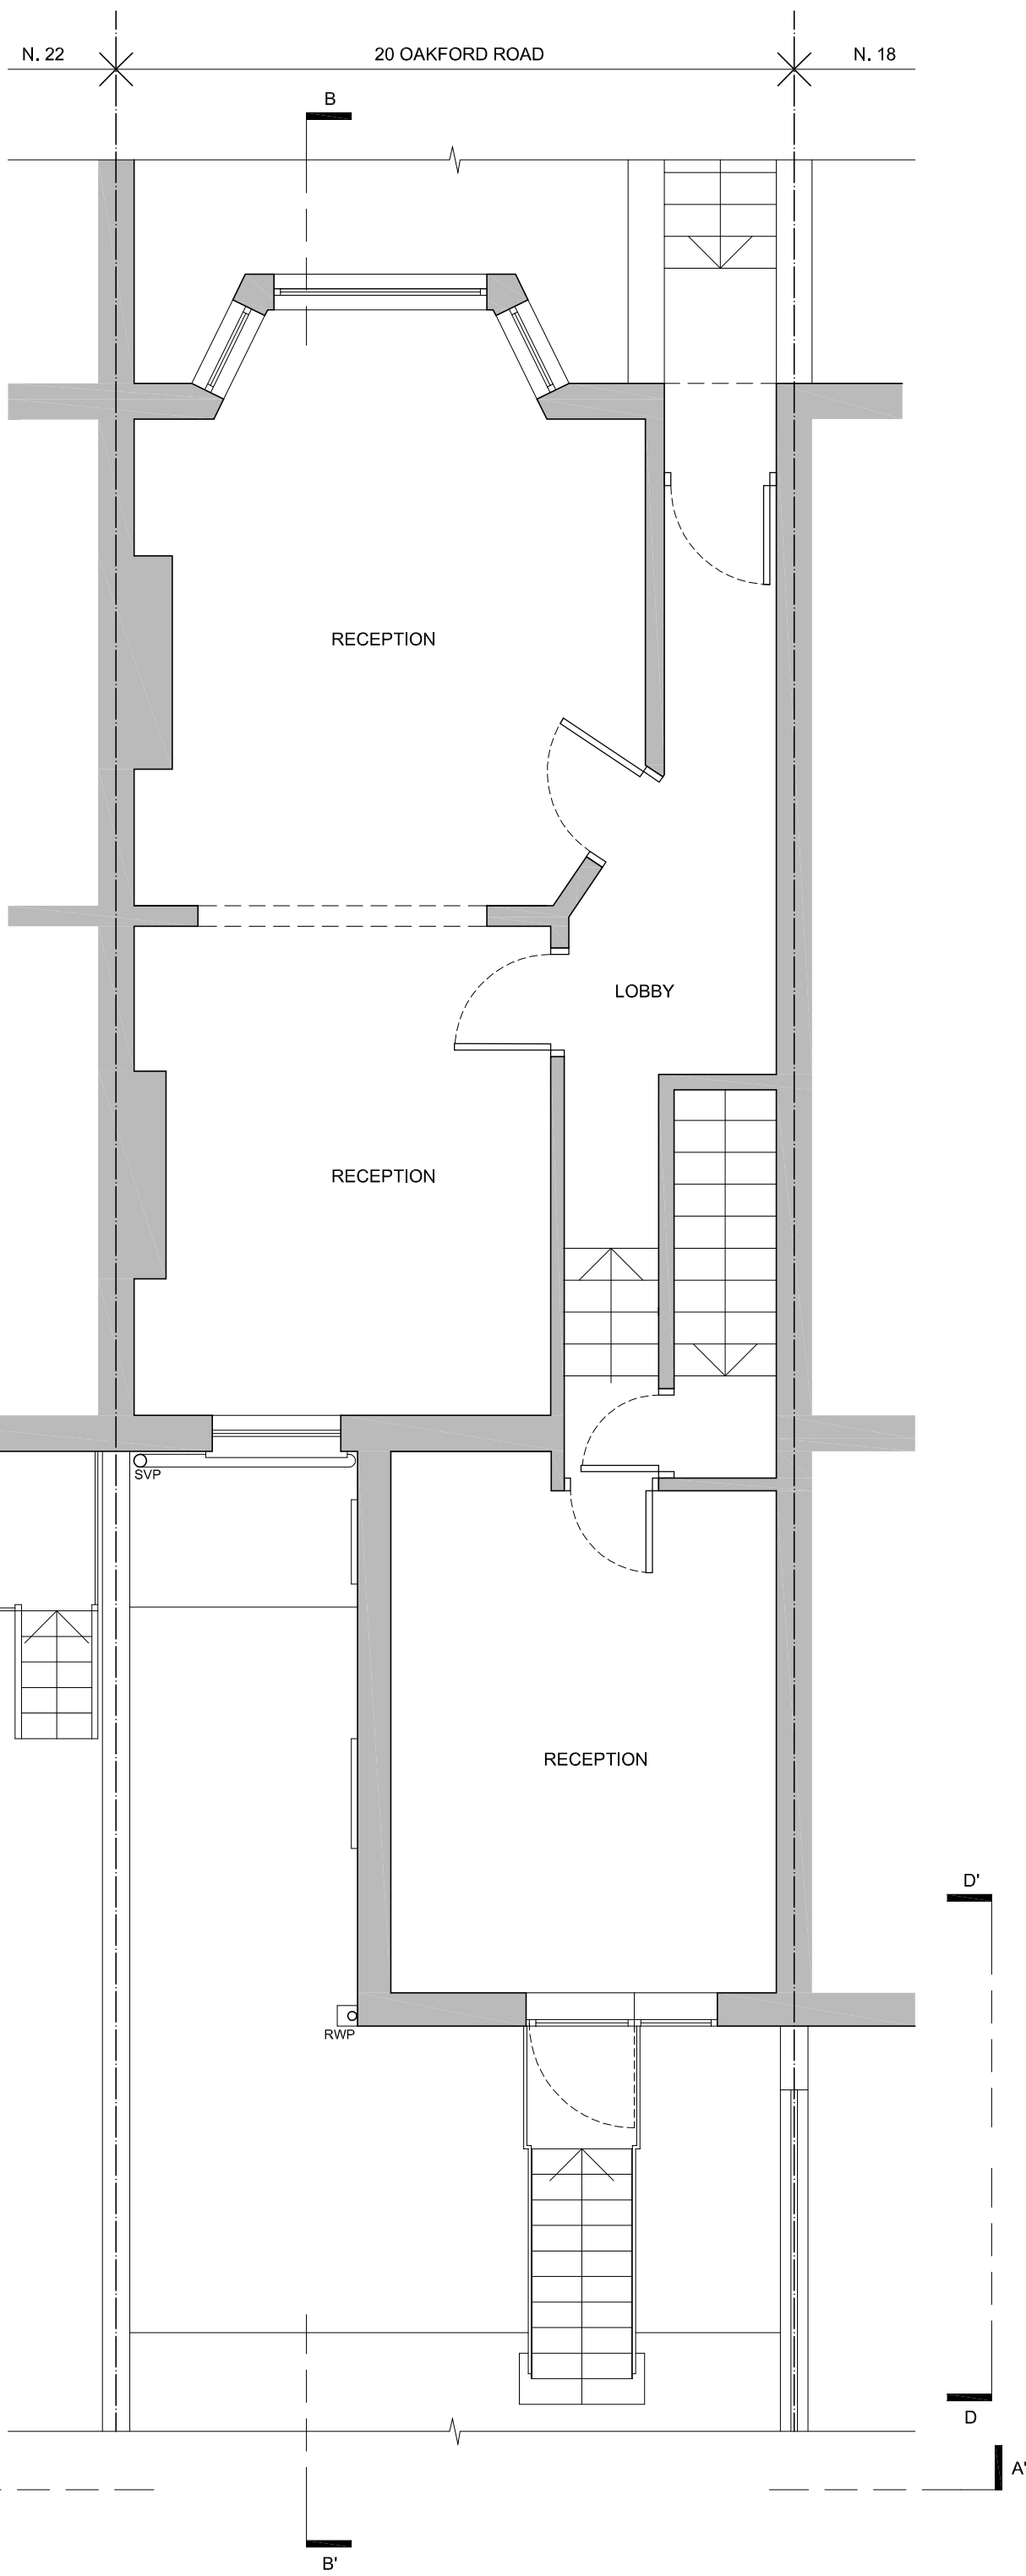 N. 22
20 OAKFORD ROAD
N. 18
B
RECEPTION
LOBBY
RECEPTION
SVP
RECEPTION
D'
RWP
D
A'
B'